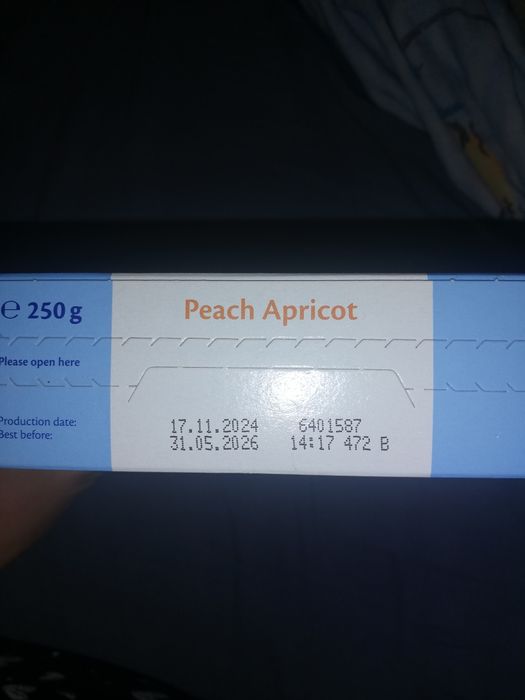 ℮ 250 g
Peach Apricot
Please open here
Production date: 17.11.2024 6401587
Best before: 31.05.2026 14:17 472 B